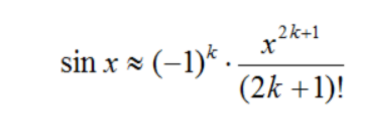 sin x ≈ (−1)^k · x^{2k+1} / (2k +1)!